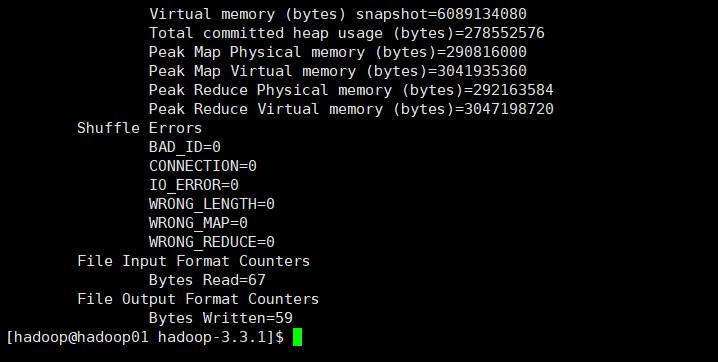 Virtual memory (bytes) snapshot=6089134080
Total committed heap usage (bytes)=278552576
Peak Map Physical memory (bytes)=290816000
Peak Map Virtual memory (bytes)=3041935360
Peak Reduce Physical memory (bytes)=292163584
Peak Reduce Virtual memory (bytes)=3047198720
Shuffle Errors
BAD_ID=0
CONNECTION=0
IO_ERROR=0
WRONG_LENGTH=0
WRONG_MAP=0
WRONG_REDUCE=0
File Input Format Counters
Bytes Read=67
File Output Format Counters
Bytes Written=59
[hadoop@hadoop01 hadoop-3.3.1]$